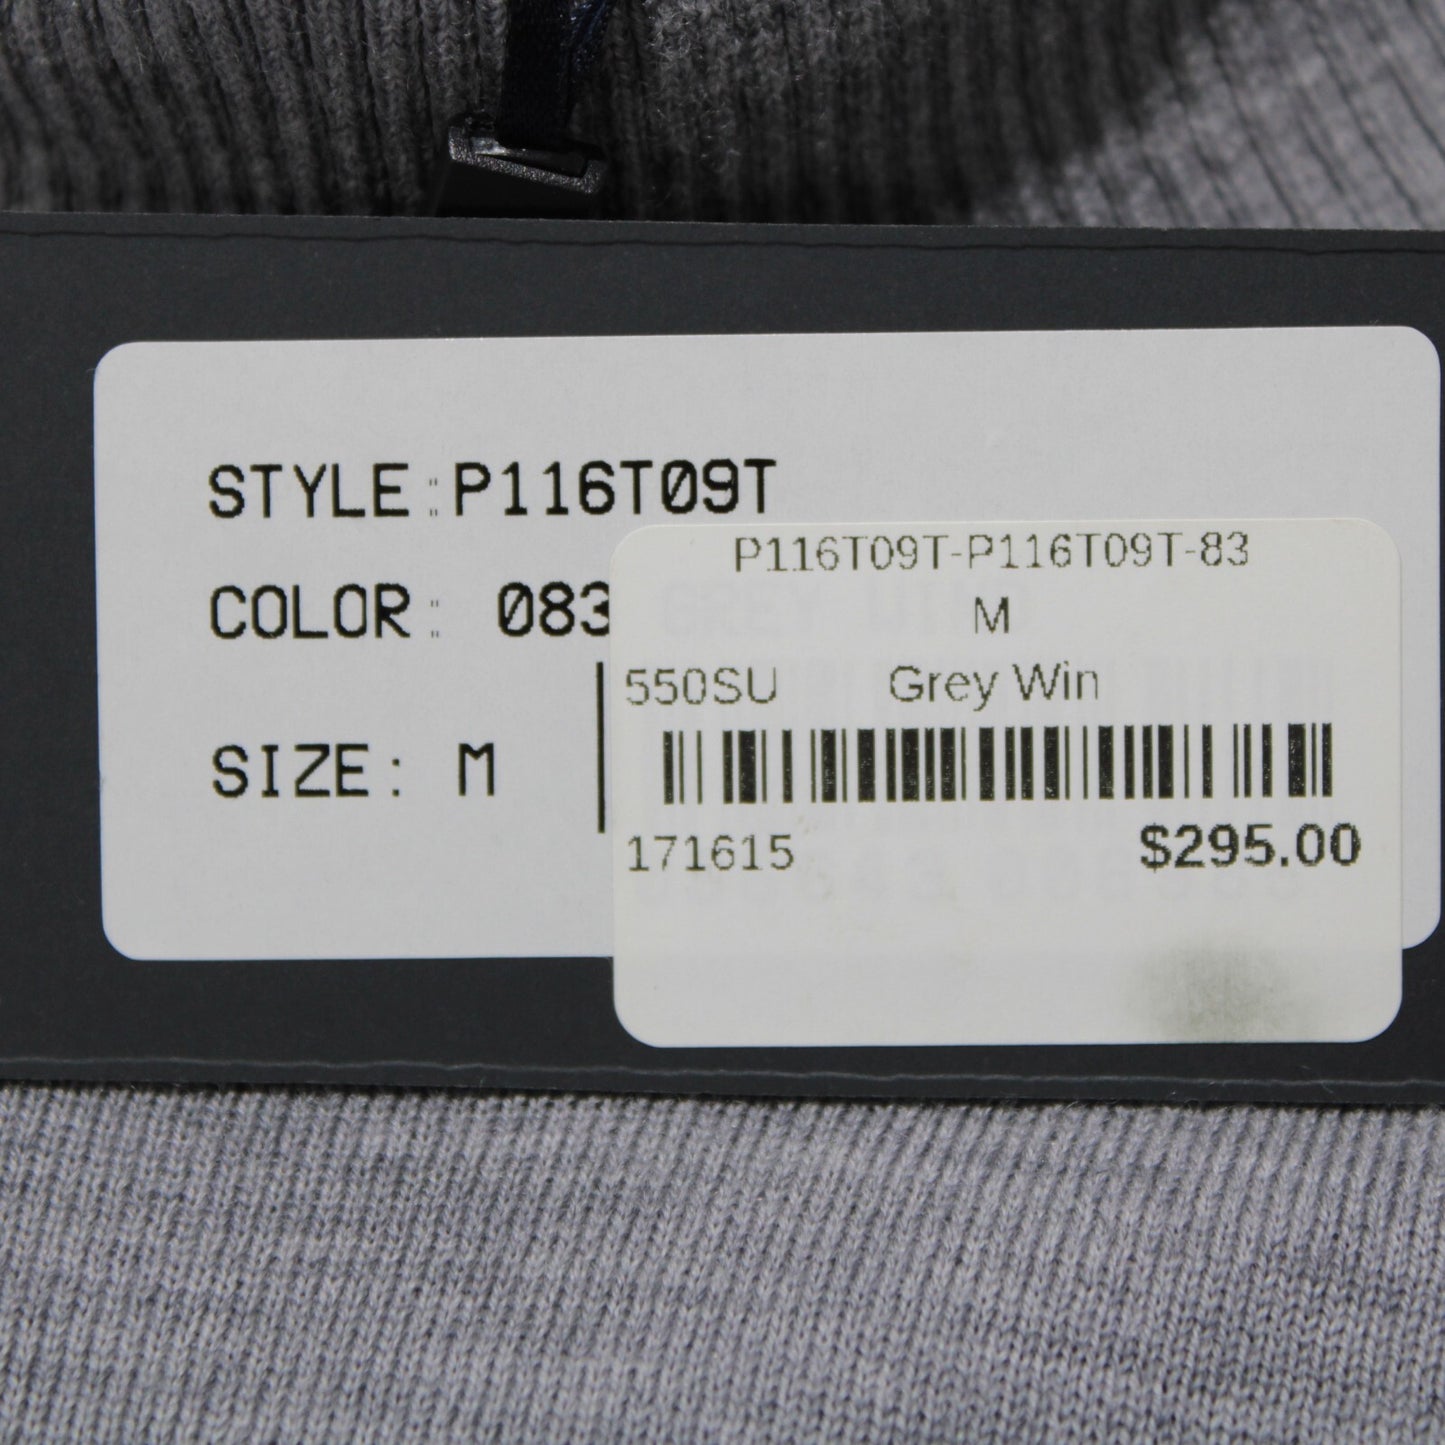 STYLE:P116T09T
COLOR: 083
SIZE: M
P116T09T-P116T09T-83
M
550SU Grey Win
171615 $295.00